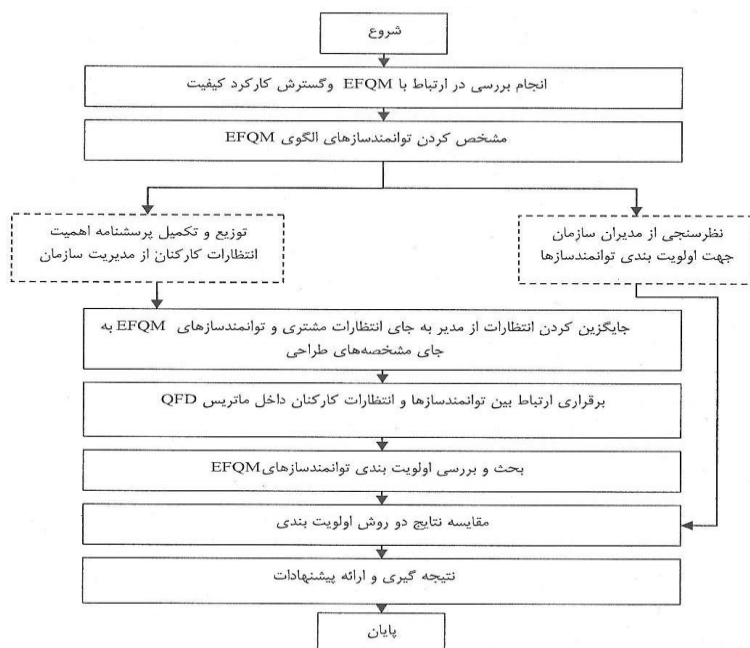 شروع
انجام بررسی در ارتباط با EFQM وگسترش کارکرد کیفیت
مشخص کردن توانمندسازهای الگوی EFQM
نظرسنجی از مدیران سازمان
جهت اولویت بندی توانمندسازها
توزیع و تکمیل پرسشنامه اهمیت
انتظارات کارکنان از مدیریت سازمان
جایگزین کردن انتظارات از مدیر به جای انتظارات مشتری و توانمندسازهای EFQM به
جای مشخصه‌های طراحی
برقراری ارتباط بین توانمندسازها و انتظارات کارکنان داخل ماتریس QFD
بحث و بررسی اولویت بندی توانمندسازهایEFQM
مقایسه نتایج دو روش اولویت بندی
نتیجه گیری و ارائه پیشنهادات
پایان